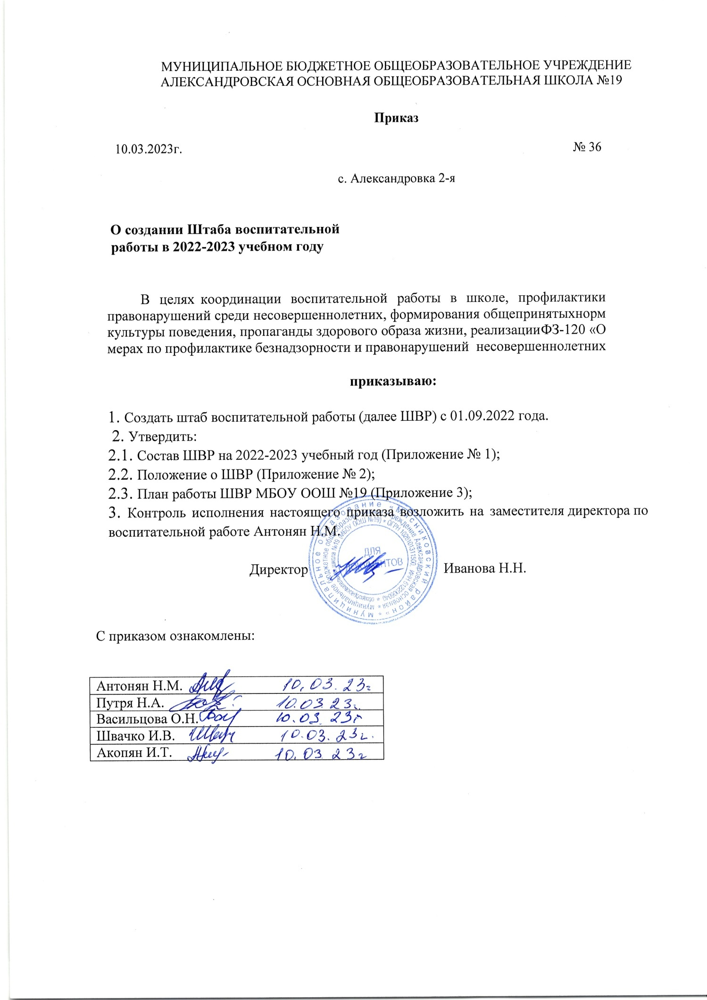 МУНИЦИПАЛЬНОЕ БЮДЖЕТНОЕ ОБЩЕОБРАЗОВАТЕЛЬНОЕ УЧРЕЖДЕНИЕ
АЛЕКСАНДРОВСКАЯ ОСНОВНАЯ ОБЩЕОБРАЗОВАТЕЛЬНАЯ ШКОЛА №19
Приказ
10.03.2023г. № 36
с. Александровка 2-я
О создании Штаба воспитательной
работы в 2022-2023 учебном году
В целях координации воспитательной работы в школе, профилактики
правонарушений среди несовершеннолетних, формирования общепринятыхнорм
культуры поведения, пропаганды здорового образа жизни, реализацииФЗ-120 «О
мерах по профилактике безнадзорности и правонарушений несовершеннолетних
приказываю:
1. Создать штаб воспитательной работы (далее ШВР) с 01.09.2022 года.
2. Утвердить:
2.1. Состав ШВР на 2022-2023 учебный год (Приложение № 1);
2.2. Положение о ШВР (Приложение № 2);
2.3. План работы ШВР МБОУ ООШ №19 (Приложение 3);
3. Контроль исполнения настоящего приказа возложить на заместителя директора по
воспитательной работе Антонян Н.М.
Директор Иванова Н.Н.
муниципальное образование «Мясниковский район»
муниципальное бюджетное общеобразовательное учреждение Александровская основная
общеобразовательная школа №19 (МБОУ ООШ №19) * ОГРН 1026101311500
ДЛЯ
ДОКУМЕНТОВ
С приказом ознакомлены:
Антонян Н.М. 10.03.23г
Путря Н.А. 10.03.23г.
Васильцова О.Н. 10.03.23г
Швачко И.В. 10.03.23г.
Акопян И.Т. 10.03.23г